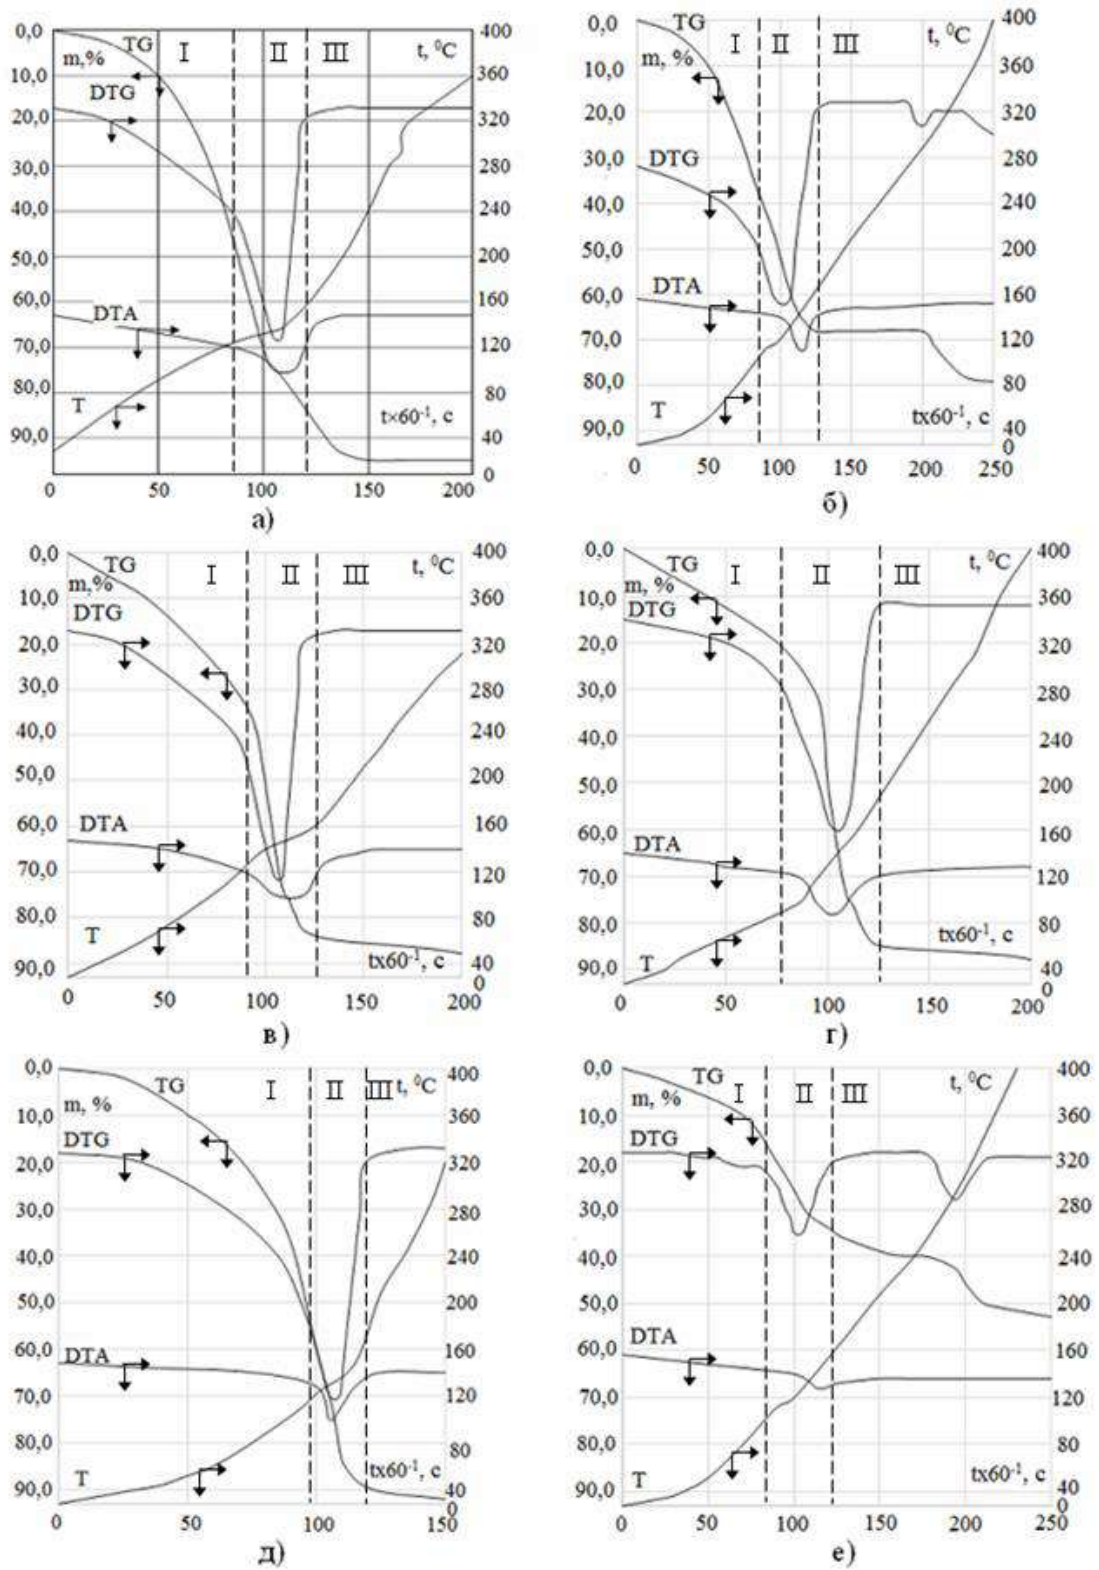 0,0 TG I II III t, ⁰C 400
m,% 360
10,0
DTG
20,0 320
30,0 280
40,0 240
50,0 200
60,0 160
DTA
70,0 120
80,0 80
T t×60⁻¹, c
90,0 40
0
0 50 100 150 200
а)
0,0 TG I II III t, ⁰C 400
m, % 360
10,0
20,0 320
DTG
30,0 280
40,0 240
50,0 200
DTA
60,0 160
70,0 120
80,0 80
T tx60⁻¹, c
90,0 40
0
0 50 100 150 200 250
б)
0,0 TG I II III t, ⁰C 400
m,%
10,0 360
DTG
20,0 320
30,0 280
40,0 240
50,0 200
60,0 160
DTA
70,0 120
80,0 80
T tx60⁻¹, c
90,0 40
0
0 50 100 150 200
в)
0,0 TG I II III t, ⁰C 400
m, %
10,0 360
DTG
20,0 320
30,0 280
40,0 240
50,0 200
60,0 160
DTA
70,0 120
80,0 80
T tx60⁻¹, c
90,0 40
0
0 50 100 150 200
г)
0,0 TG I II III t, ⁰C 400
m, %
10,0 360
DTG
20,0 320
30,0 280
40,0 240
50,0 200
60,0 160
DTA
70,0 120
80,0 80
T tx60⁻¹, c
90,0 40
0
0 50 100 150
д)
0,0 TG I II III t, ⁰C 400
m, %
10,0 360
DTG
20,0 320
30,0 280
40,0 240
50,0 200
DTA
60,0 160
70,0 120
80,0 80
T tx60⁻¹, c
90,0 40
0
0 50 100 150 200 250
е)